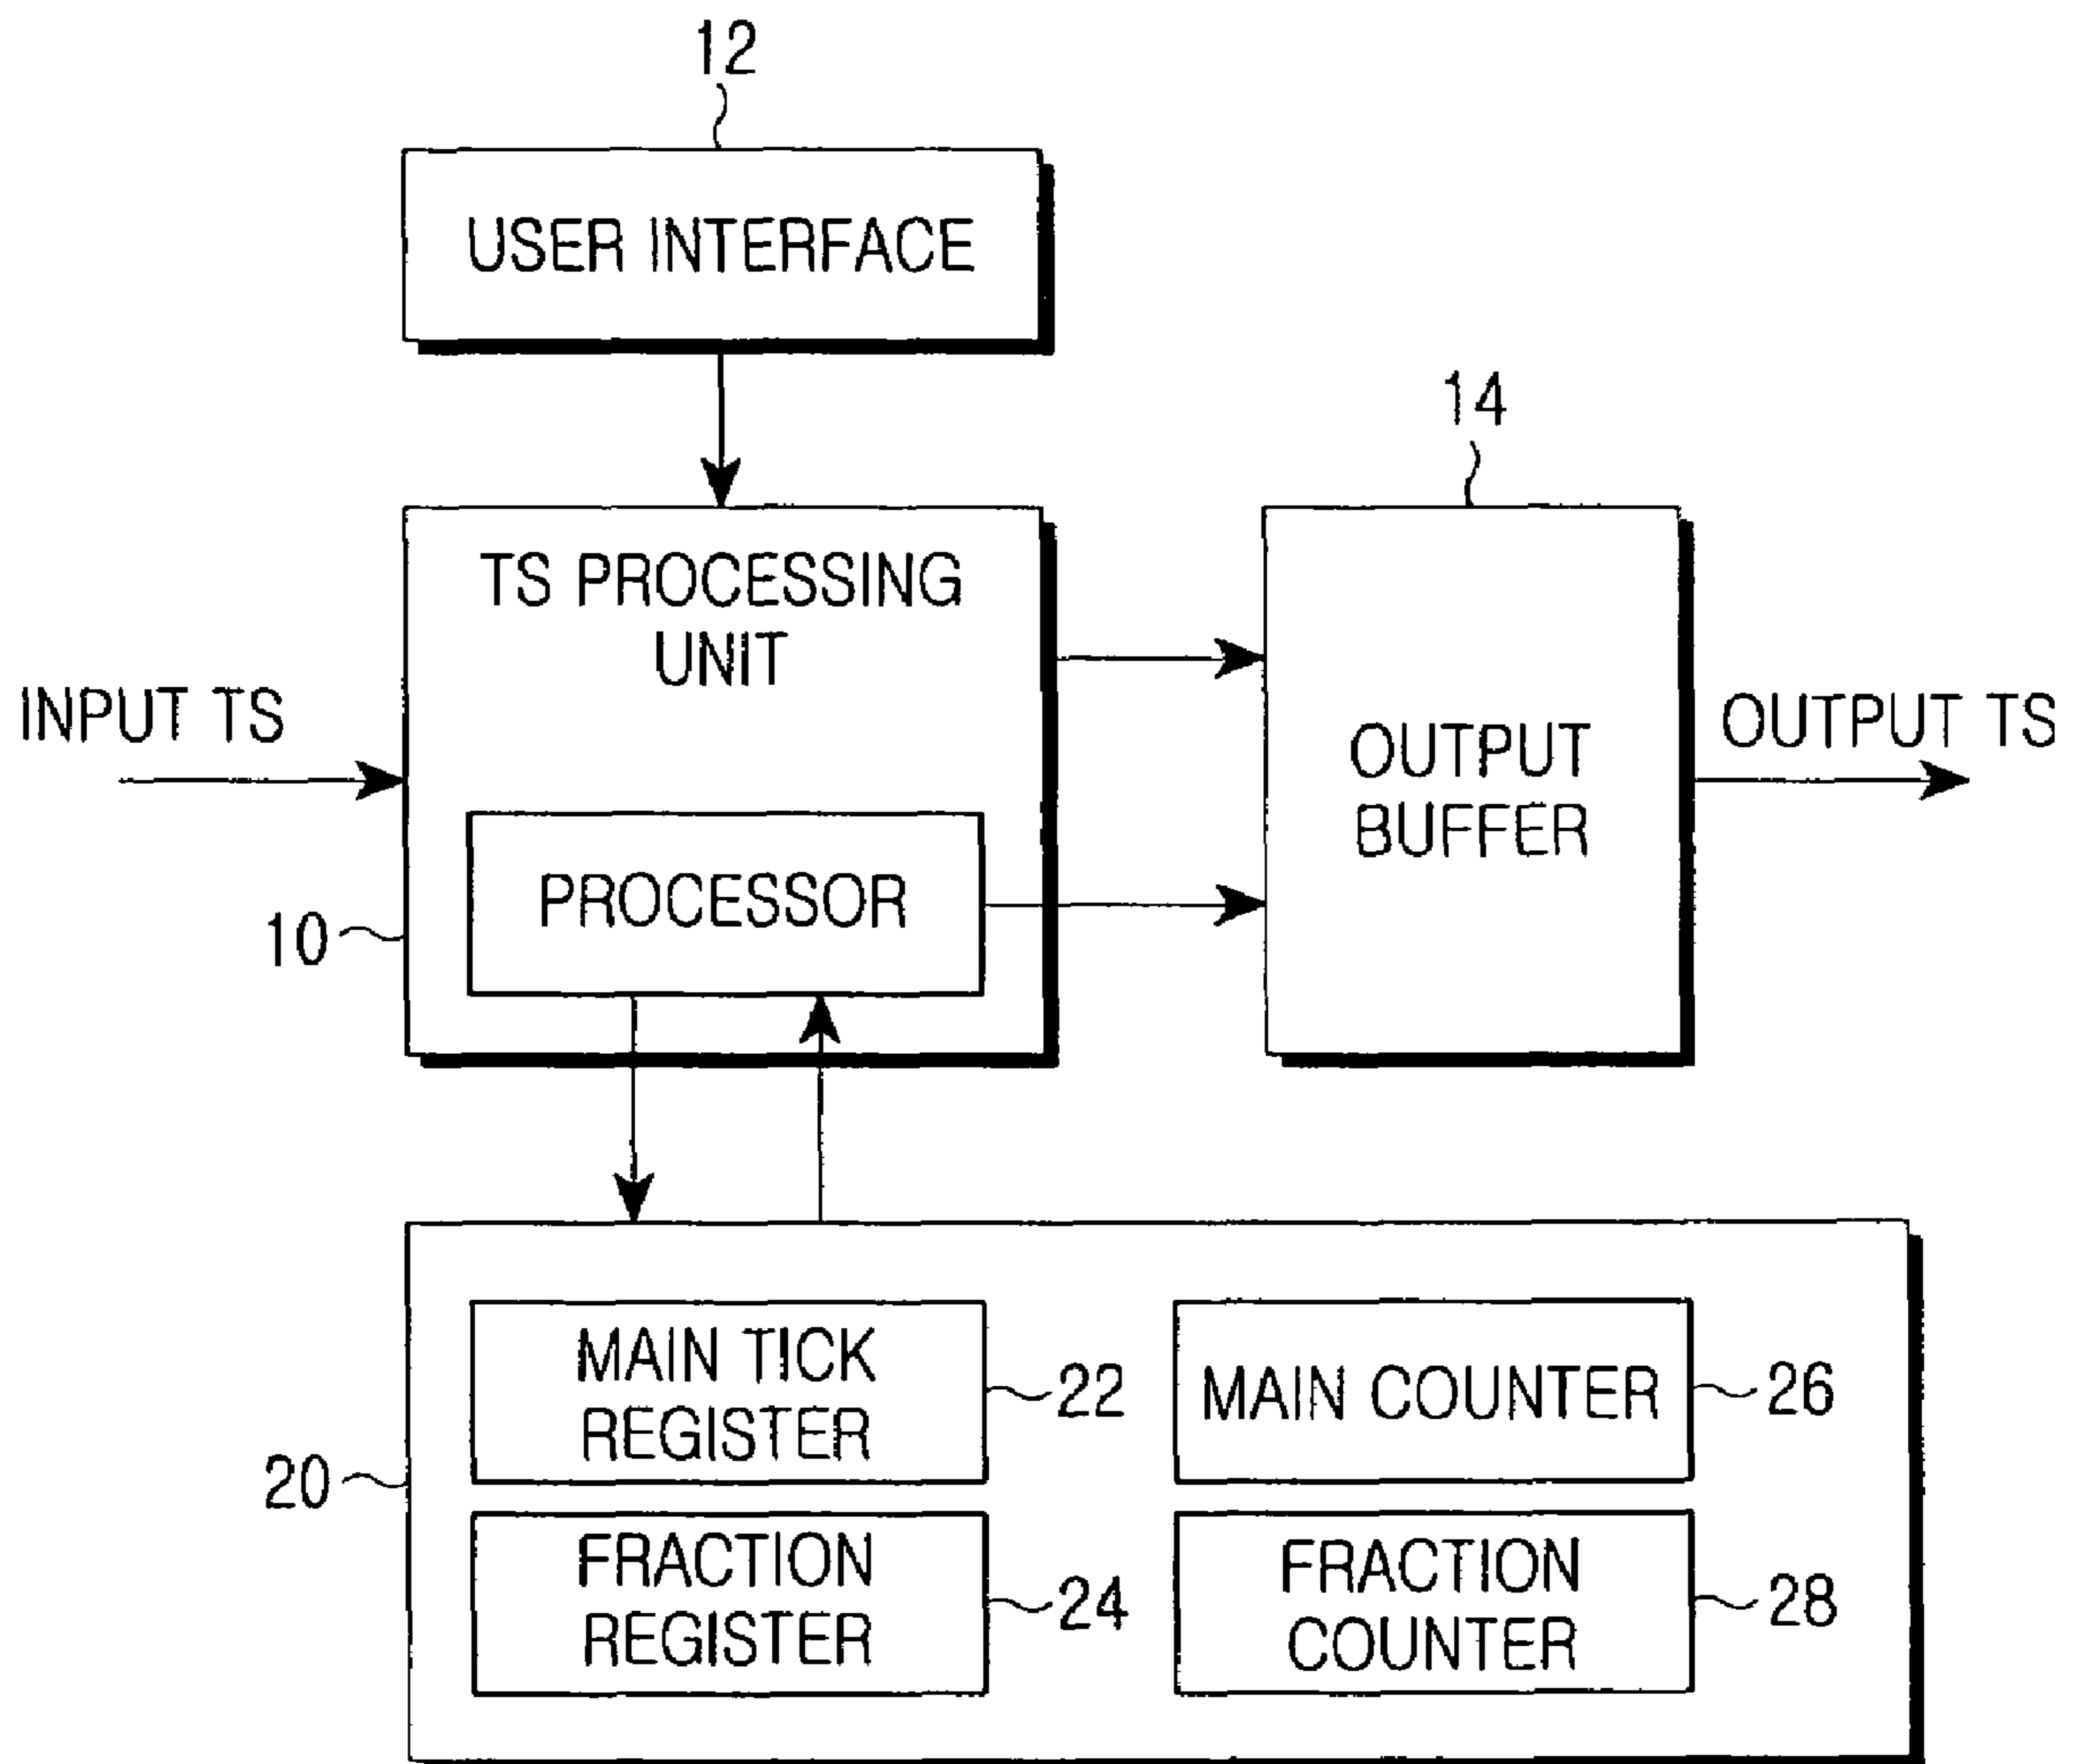 12
USER INTERFACE
14
TS PROCESSING
UNIT
INPUT TS
OUTPUT
BUFFER
OUTPUT TS
PROCESSOR
10
MAIN TICK
REGISTER
22
MAIN COUNTER
26
20
FRACTION
REGISTER
24
FRACTION
COUNTER
28